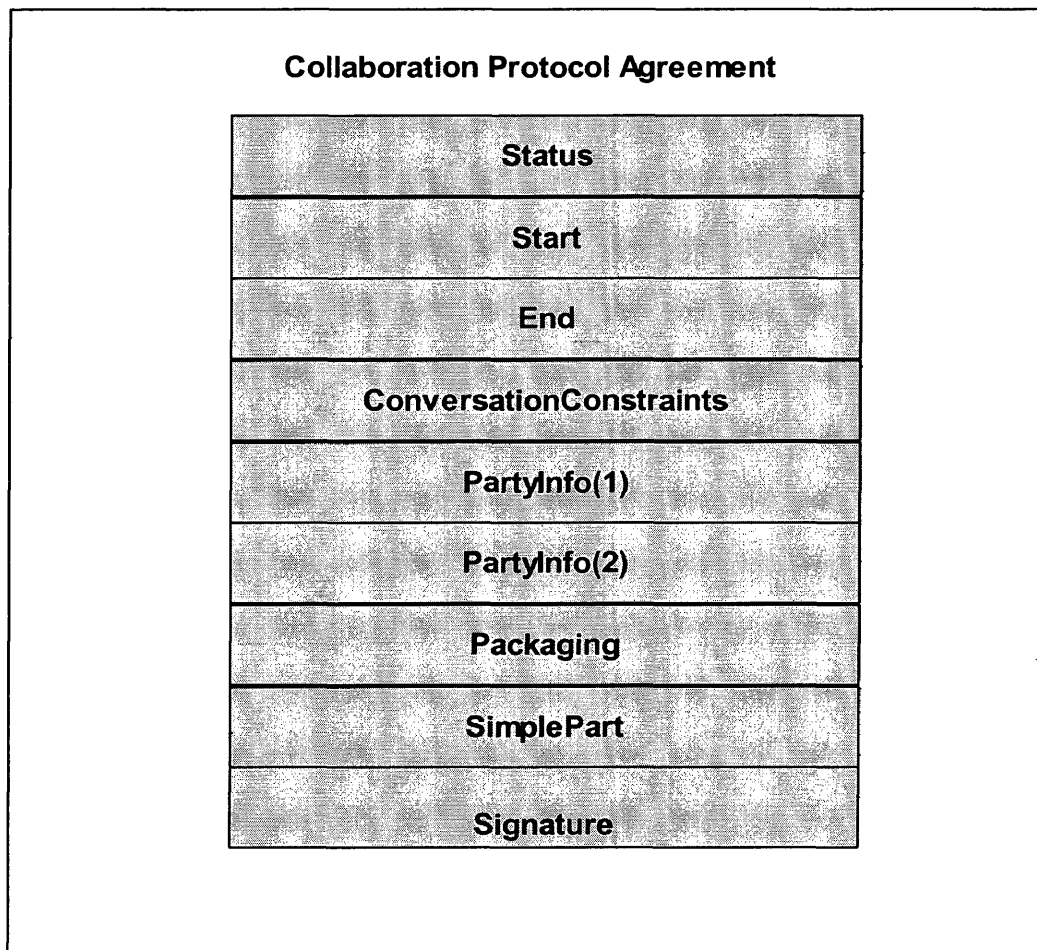 Collaboration Protocol Agreement
Status
Start
End
ConversationConstraints
PartyInfo(1)
PartyInfo(2)
Packaging
SimplePart
Signature